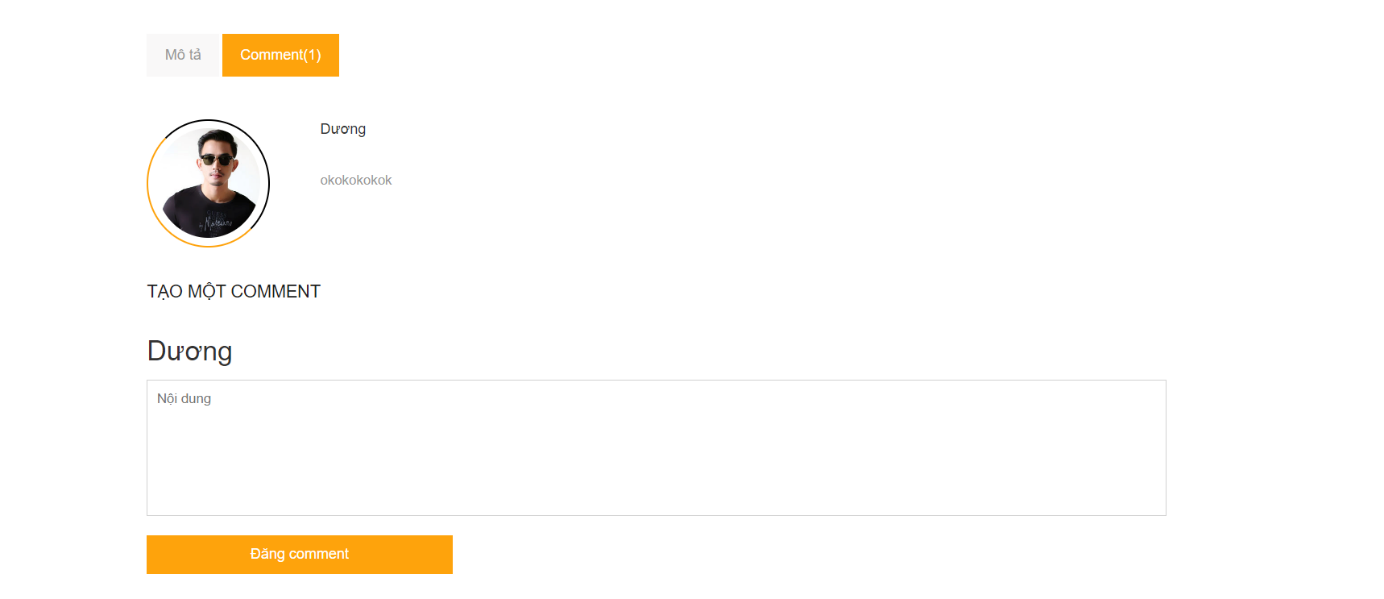 Mô tả
Comment(1)
Dương
okokokokok
TẠO MỘT COMMENT
Dương
Nội dung
Đăng comment